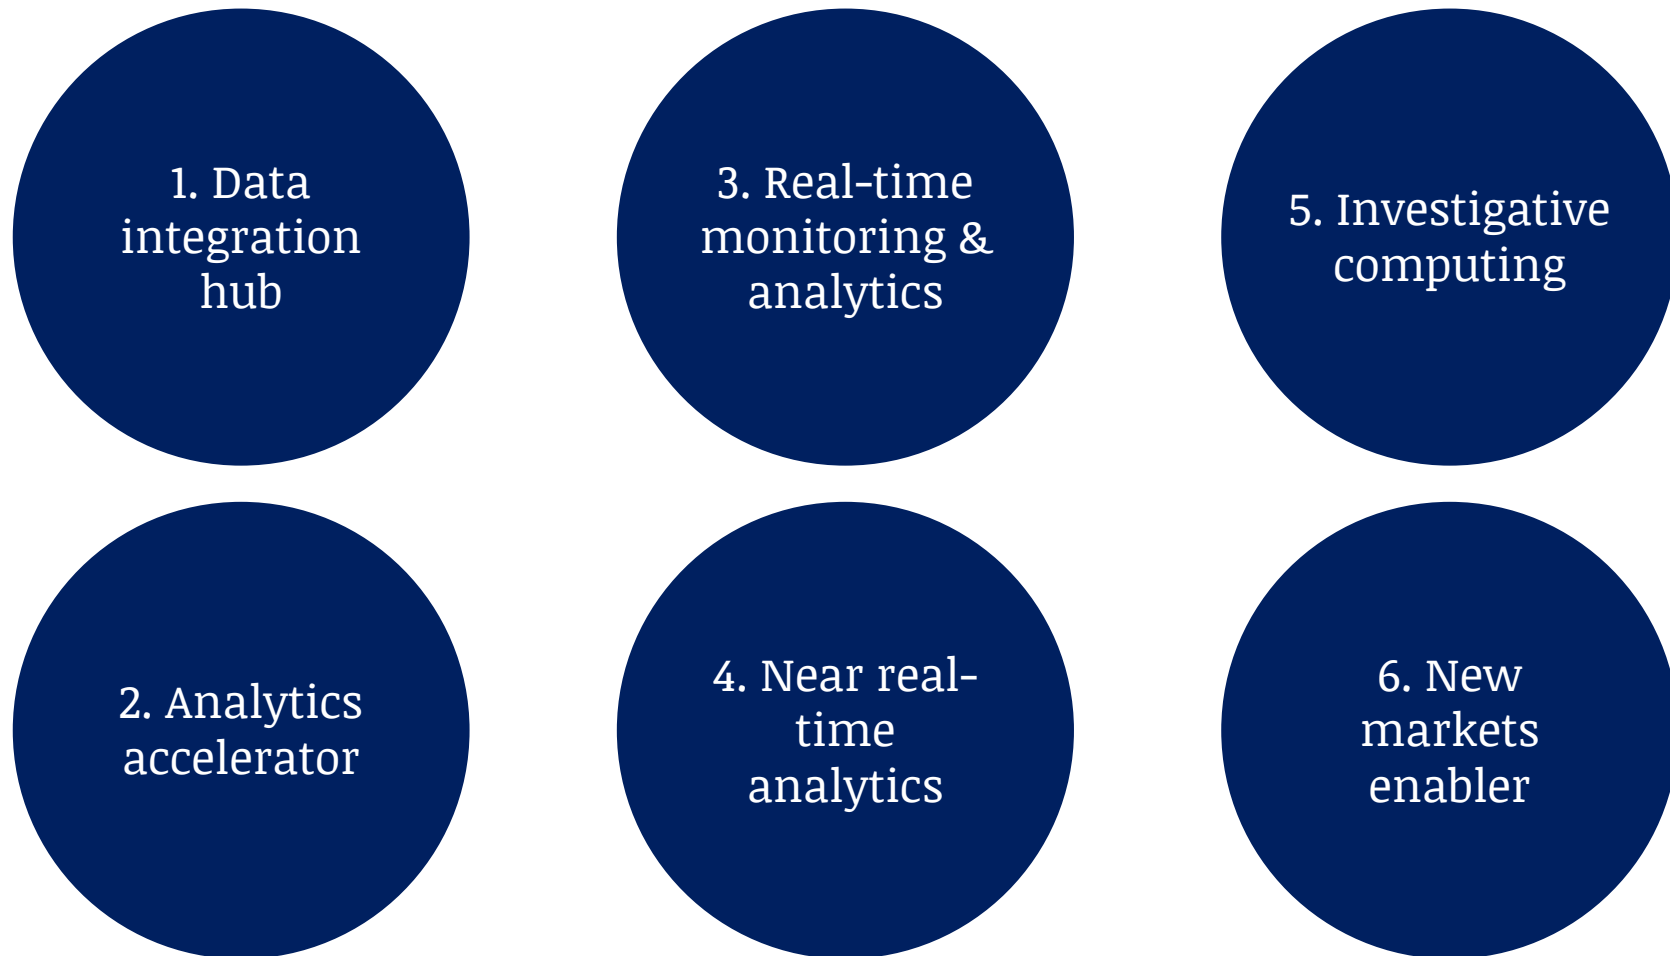 1. Data
integration
hub
2. Analytics
accelerator
3. Real-time
monitoring &
analytics
4. Near real-
time
analytics
5. Investigative
computing
6. New
markets
enabler